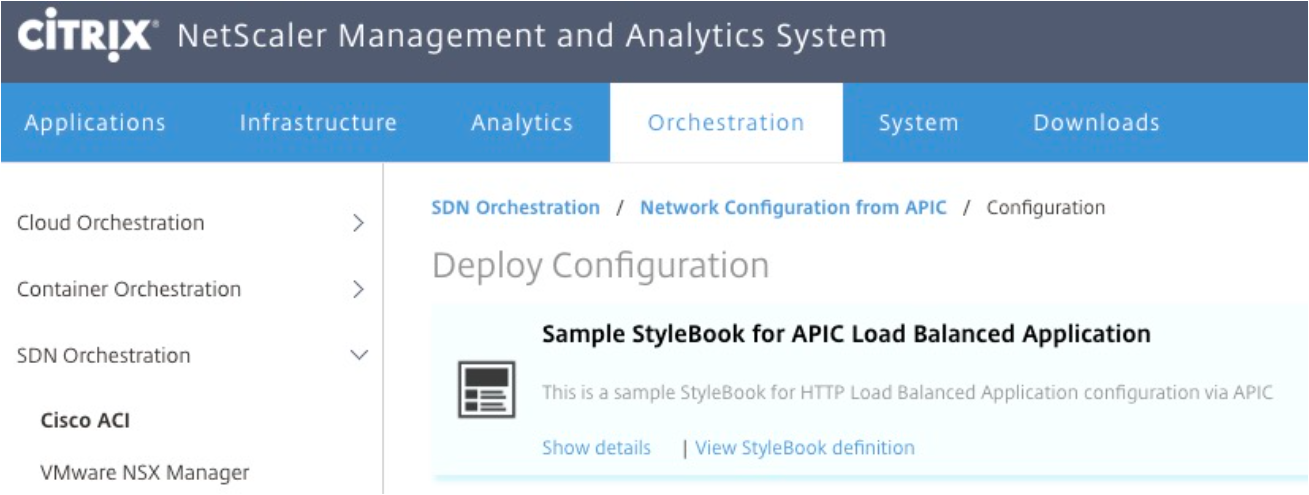 CİTRİX NetScaler Management and Analytics System
Applications Infrastructure Analytics Orchestration System Downloads
Cloud Orchestration
Container Orchestration
SDN Orchestration
Cisco ACI
VMware NSX Manager
SDN Orchestration / Network Configuration from APIC / Configuration
Deploy Configuration
Sample StyleBook for APIC Load Balanced Application
This is a sample StyleBook for HTTP Load Balanced Application configuration via APIC
Show details | View StyleBook definition